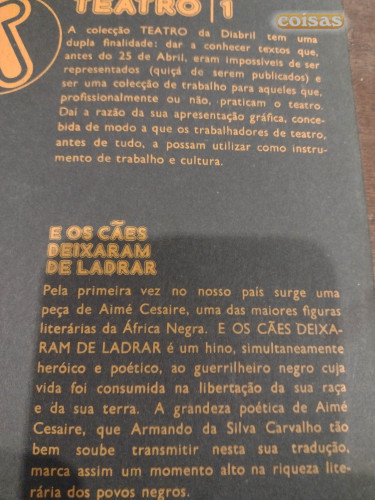 TEATRO | 1
coisas
A colecção TEATRO da Diabril tem uma
dupla finalidade: dar a conhecer textos que,
antes do 25 de Abril, eram impossíveis de ser
representados (quiçá de serem publicados) e
ser uma colecção de trabalho para aqueles que,
profissionalmente ou não, praticam o teatro.
Daí a razão da sua apresentação gráfica, conce-
bida de modo a que os trabalhadores de teatro,
antes de tudo, a possam utilizar como instru-
mento de trabalho e cultura.
E OS CÃES
DEIXARAM
DE LADRAR
Pela primeira vez no nosso país surge uma
peça de Aimé Cesaire, uma das maiores figuras
literárias da África Negra. E OS CÃES DEIXA-
RAM DE LADRAR é um hino, simultaneamente
heróico e poético, ao guerrilheiro negro cuja
vida foi consumida na libertação da sua raça
e da sua terra. A grandeza poética de Aimé
Cesaire, que Armando da Silva Carvalho tão
bem soube transmitir nesta sua tradução,
marca assim um momento alto na riqueza lite-
rária dos povos negros.